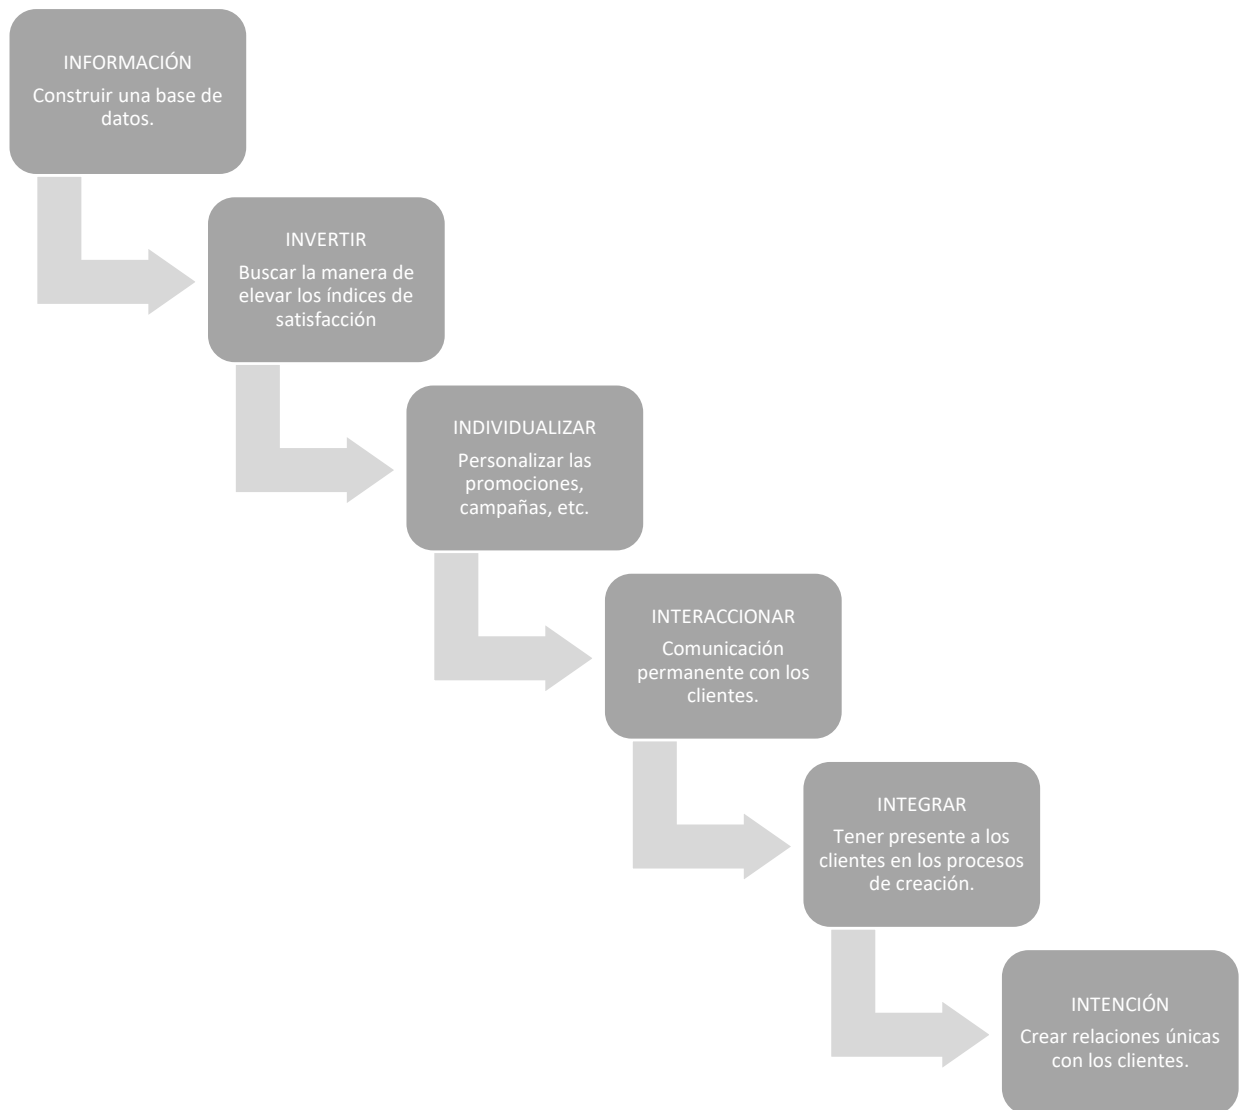 INFORMACIÓN
Construir una base de
datos.
INVERTIR
Buscar la manera de
elevar los índices de
satisfacción
INDIVIDUALIZAR
Personalizar las
promociones,
campañas, etc.
INTERACCIONAR
Comunicación
permanente con los
clientes.
INTEGRAR
Tener presente a los
clientes en los procesos
de creación.
INTENCIÓN
Crear relaciones únicas
con los clientes.